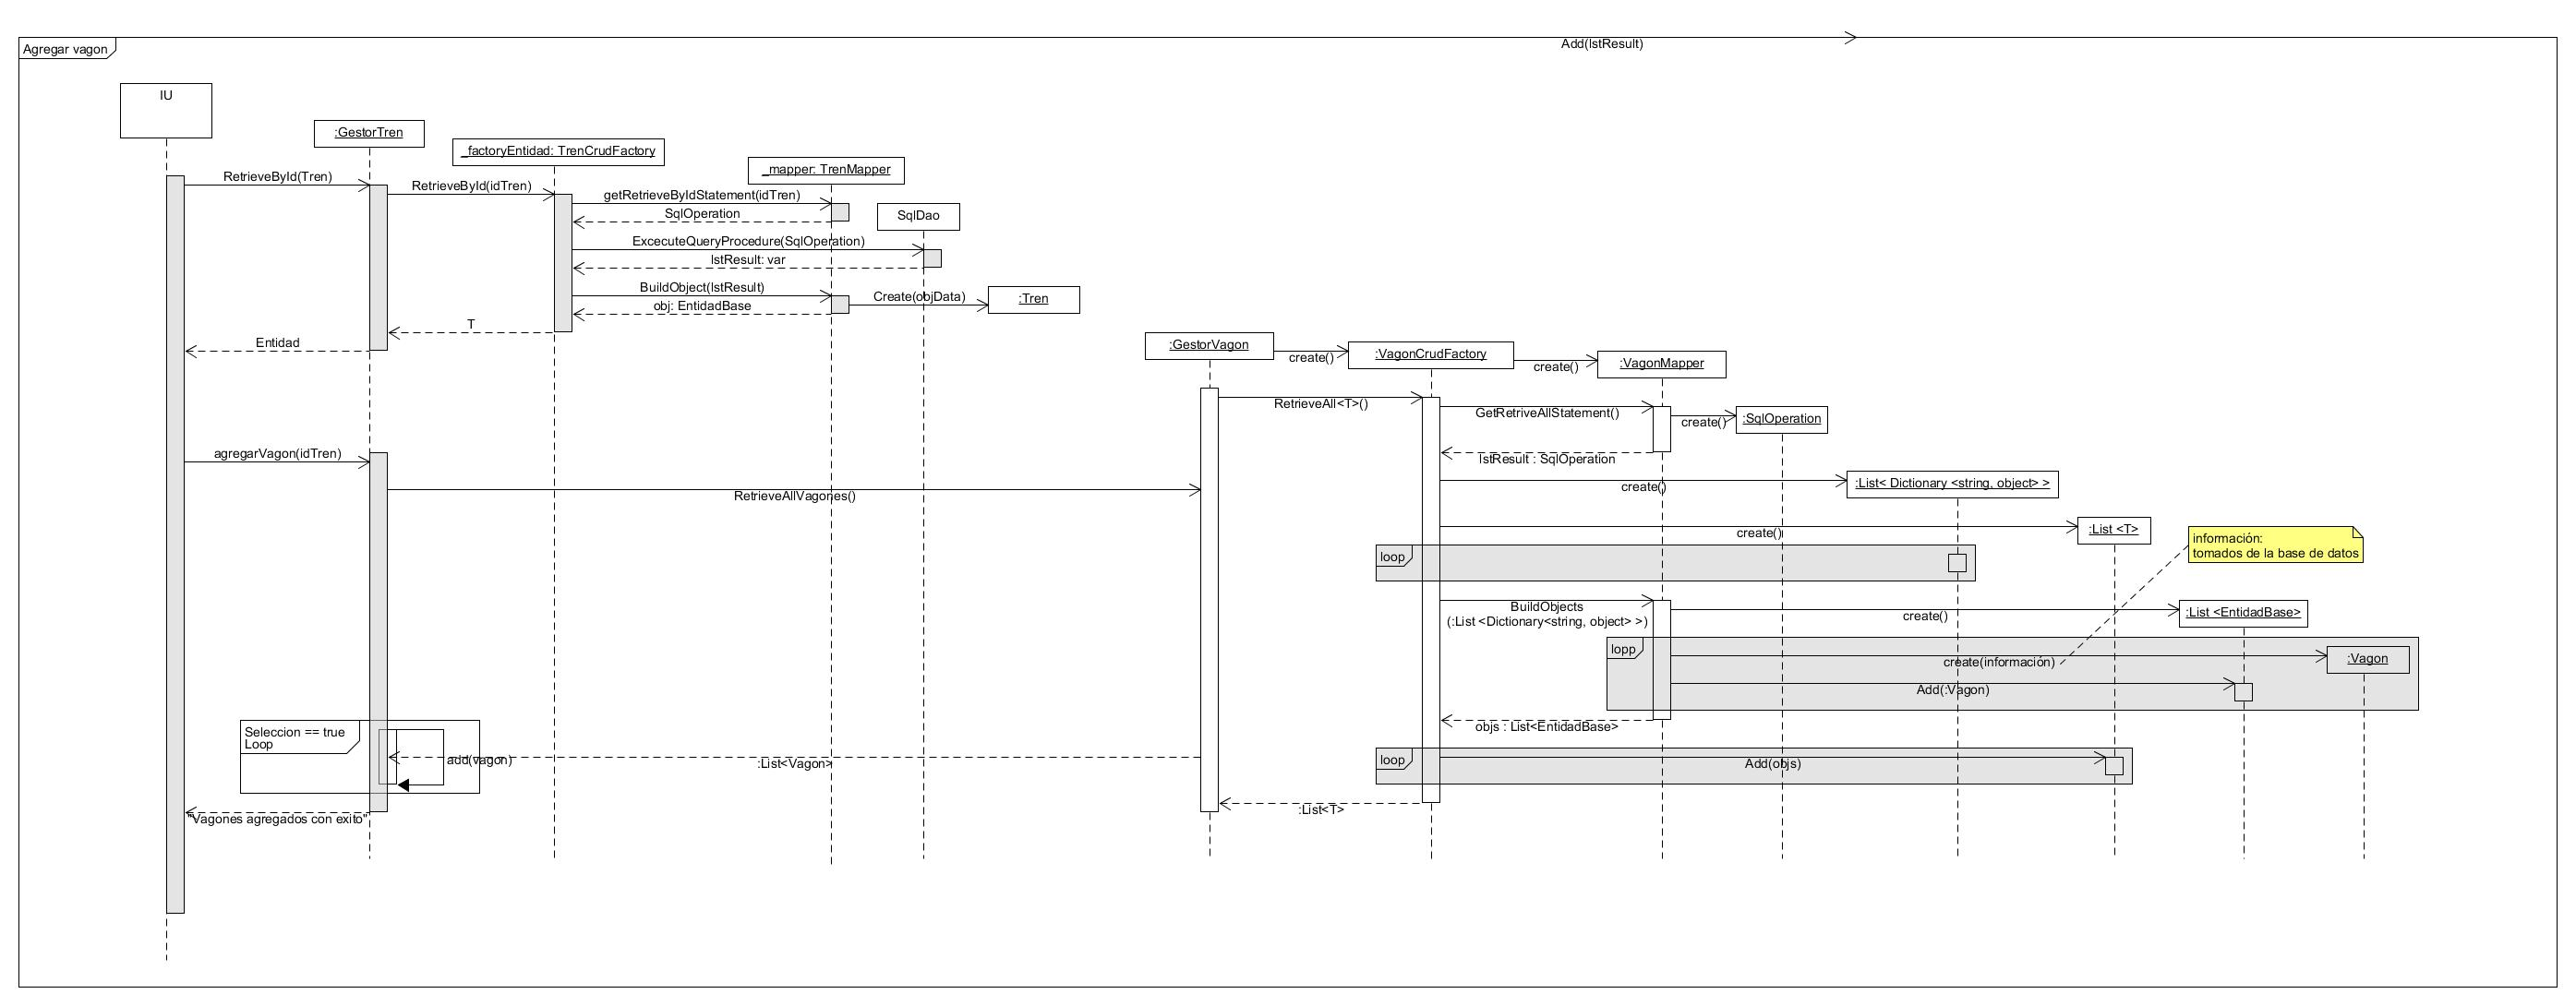 Add(lstResult)
Agregar vagon
IU
:GestorTren
_factoryEntidad: TrenCrudFactory
_mapper: TrenMapper
RetrieveById(Tren)
RetrieveById(idTren)
getRetrieveByIdStatement(idTren)
SqlOperation
SqlDao
ExcecuteQueryProcedure(SqlOperation)
lstResult: var
BuildObject(lstResult)
Create(objData)
:Tren
obj: EntidadBase
T
Entidad
:GestorVagon
create()
:VagonCrudFactory
create()
:VagonMapper
RetrieveAll<T>()
GetRetriveAllStatement()
create()
:SqlOperation
agregarVagon(idTren)
lstResult : SqlOperation
RetrieveAllVagones()
create()
:List< Dictionary <string, object> >
create()
:List <T>
información:
tomados de la base de datos
loop
BuildObjects
(:List <Dictionary<string, object> >)
create()
:List <EntidadBase>
lopp
create(información)
:Vagon
Add(:Vagon)
objs : List<EntidadBase>
Seleccion == true
Loop
add(vagon)
:List<Vagon>
loop
Add(objs)
:List<T>
"Vagones agregados con exito"